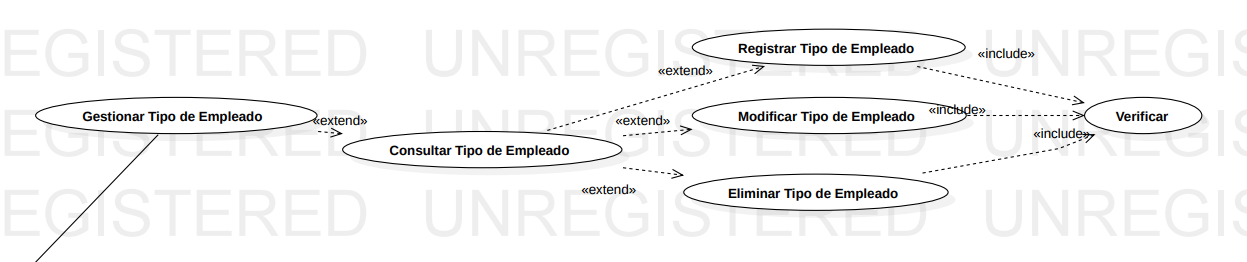 EGISTERED UNREGISTERED UNREGIS
«include»
Registrar Tipo de Empleado
«extend»
EGISTERED UNREGISTERED UNREGIS
Gestionar Tipo de Empleado
«extend»
«extend»
Modificar Tipo de Empleado
«include»
Verificar
Consultar Tipo de Empleado
«include»
EGISTERED UNREGISTERED UNREGIS
«extend»
Eliminar Tipo de Empleado